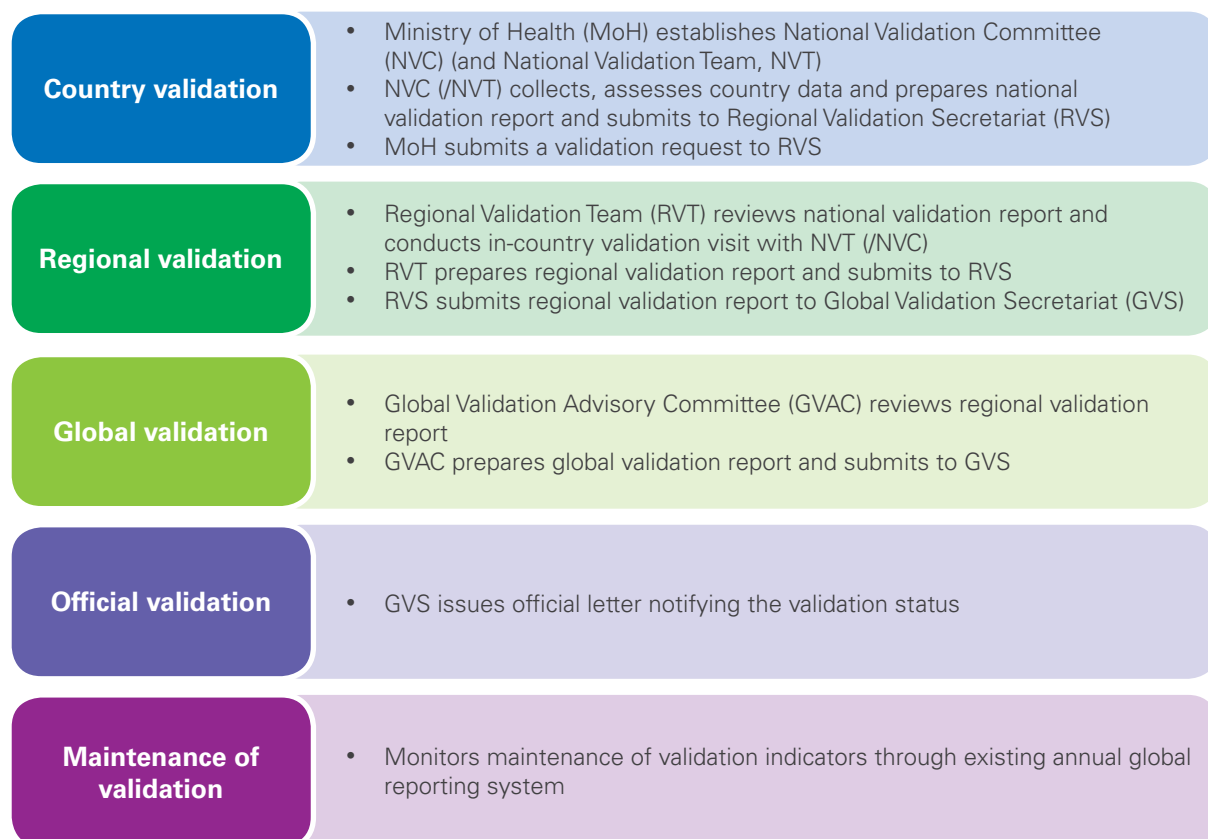 Country validation
• Ministry of Health (MoH) establishes National Validation Committee
(NVC) (and National Validation Team, NVT)
• NVC (/NVT) collects, assesses country data and prepares national
validation report and submits to Regional Validation Secretariat (RVS)
• MoH submits a validation request to RVS
Regional validation
• Regional Validation Team (RVT) reviews national validation report and
conducts in-country validation visit with NVT (/NVC)
• RVT prepares regional validation report and submits to RVS
• RVS submits regional validation report to Global Validation Secretariat (GVS)
Global validation
• Global Validation Advisory Committee (GVAC) reviews regional validation
report
• GVAC prepares global validation report and submits to GVS
Official validation
• GVS issues official letter notifying the validation status
Maintenance of
validation
• Monitors maintenance of validation indicators through existing annual global
reporting system